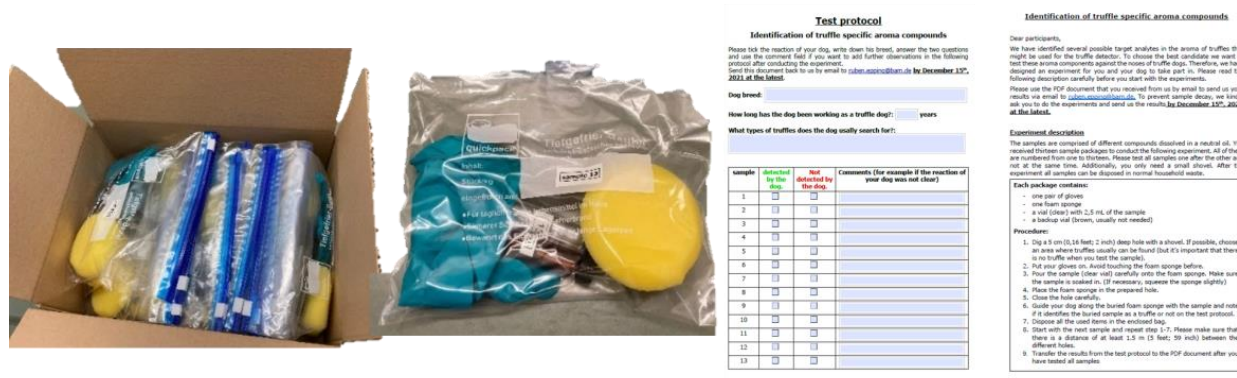 Quickpack
Tiefgefrier-Beutel
sample 13
Test protocol
Identification of truffle specific aroma compounds
Please tick the reaction of your dog, write down his breed, answer the two questions
and use the comment field if you want to add further observations in the following
protocol after conducting the experiment.
Send this document back to us by email to ruben.epping@bam.de by December 15th,
2021 at the latest.
Dog breed:
How long has the dog been working as a truffle dog?: years
What types of truffles does the dog usally search for?:
sample detected by the dog. Not detected by the dog. Comments (for example if the reaction of your dog was not clear)
1
2
3
4
5
6
7
8
9
10
11
12
13
Identification of truffle specific aroma compounds
Dear participants,
We have identified several possible target analytes in the aroma of truffles th
might be used for the truffle detector. To choose the best candidate we want
test these aroma components against the noses of truffle dogs. Therefore, we ha
designed an experiment for you and your dog to take part in. Please read t
following description carefully before you start with the experiments.
Please use the PDF document that you received from us by email to send us yo
results via email to ruben.epping@bam.de. To prevent sample decay, we kind
ask you to do the experiments and send us the results by December 15th, 202
at the latest.
Experiment description
The samples are comprised of different compounds dissolved in a neutral oil. Y
received thirteen sample packages to conduct the following experiment. All of the
are numbered from one to thirteen. Please test all samples one after the other a
not at the same time. Additionally, you only need a small shovel. After t
experiment all samples can be disposed in normal household waste.
Each package contains:
- one pair of gloves
- one foam sponge
- a vial (clear) with 2,5 mL of the sample
- a backup vial (brown, usually not needed)
Procedure:
1. Dig a 5 cm (0,16 feet; 2 inch) deep hole with a shovel. If possible, choose
an area where truffles usually can be found (but it's important that there
is no truffle when you test the sample).
2. Put your gloves on. Avoid touching the foam sponge before.
3. Pour the sample (clear vial) carefully onto the foam sponge. Make sure
the sample is soaked in. (If necessary, squeeze the sponge slightly)
4. Place the foam sponge in the prepared hole.
5. Close the hole carefully.
6. Guide your dog along the buried foam sponge with the sample and note
if it identifies the buried sample as a truffle or not on the test protocol.
7. Dispose all the used items in the enclosed bag.
8. Start with the next sample and repeat step 1-7. Please make sure that
there is a distance of at least 1.5 m (5 feet; 59 inch) between the
different holes.
9. Transfer the results from the test protocol to the PDF document after you
have tested all samples